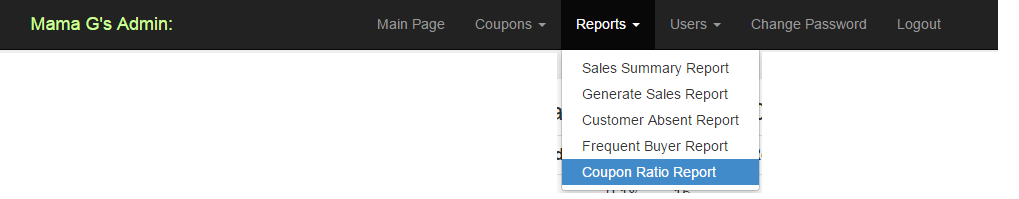 Mama G's Admin: Main Page Coupons Reports Users Change Password Logout
Sales Summary Report
Generate Sales Report
Customer Absent Report
Frequent Buyer Report
Coupon Ratio Report